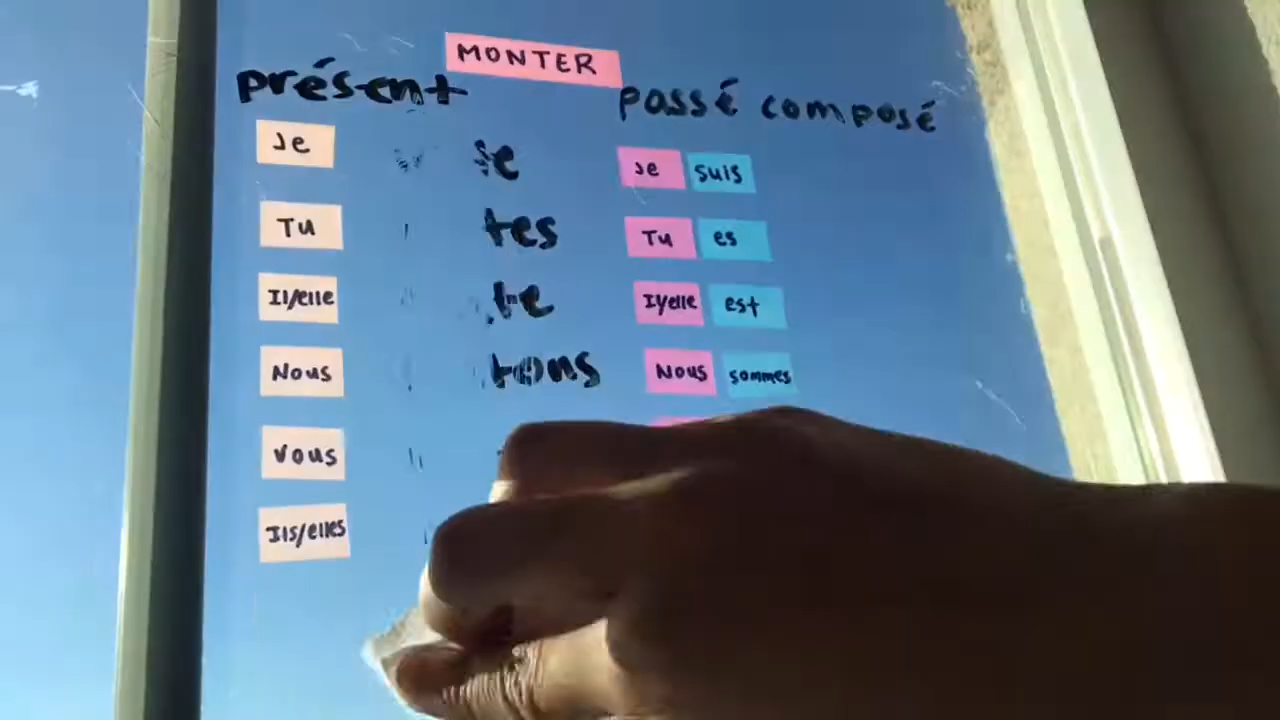 MONTER
présent passé composé
Je se Je suis
Tu tes Tu es
Il/elle te Il/elle est
Nous tons Nous sommes
Vous
Ils/elles